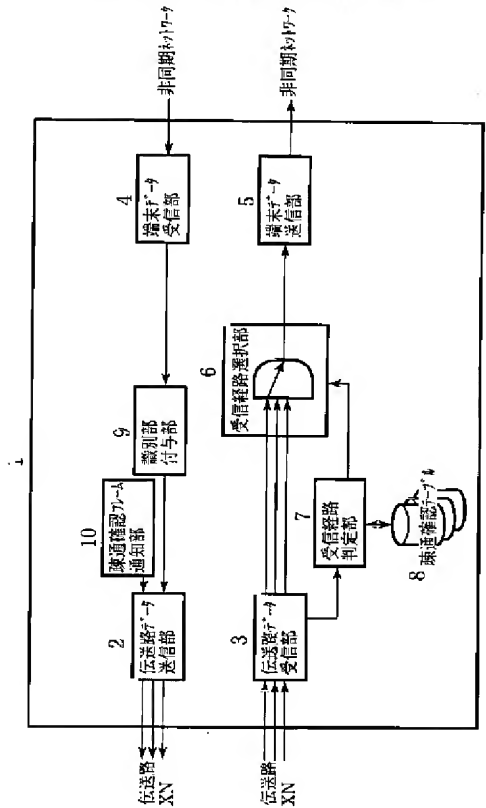 1
伝送路
XN
2
伝送路データ
送信部
10
疎通確認フレーム
通知部
9
識別部
付与部
4
端末データ
受信部
非同期ネットワーク
伝送路
XN
3
伝送路データ
受信部
7
受信経路
判定部
8
疎通確認テーブル
6
受信経路選択部
5
端末データ
送信部
非同期ネットワーク